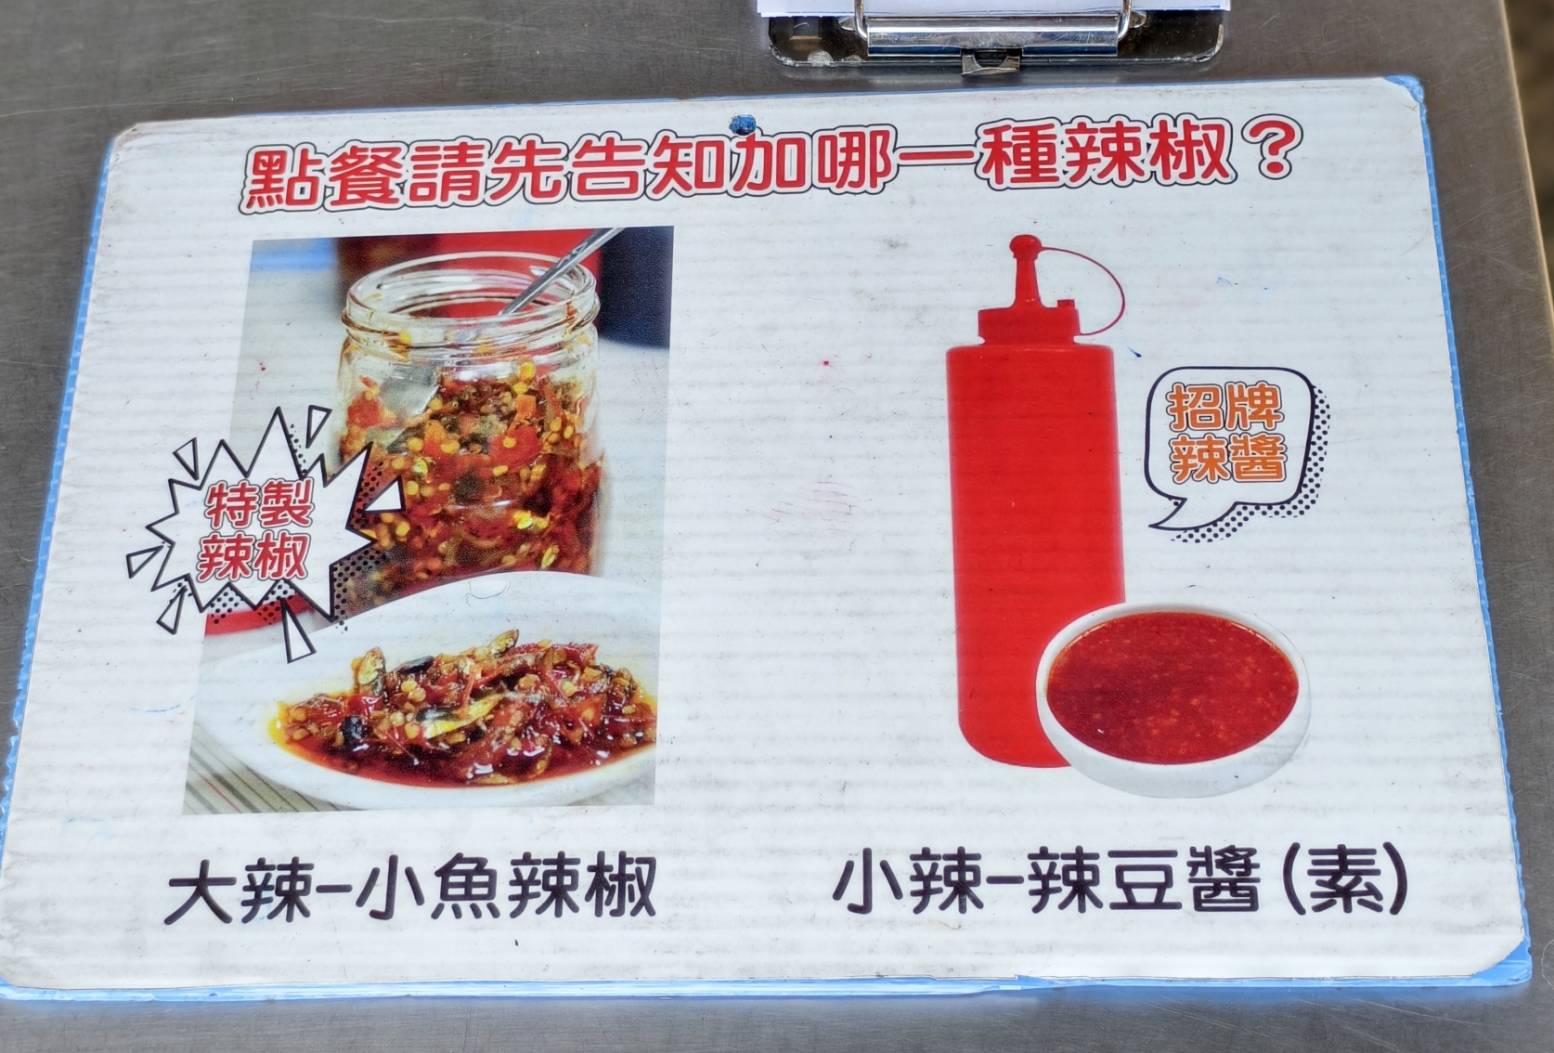 點餐請先告知加哪一種辣椒？
特製
辣椒
招牌
辣醬
大辣-小魚辣椒
小辣-辣豆醬(素)